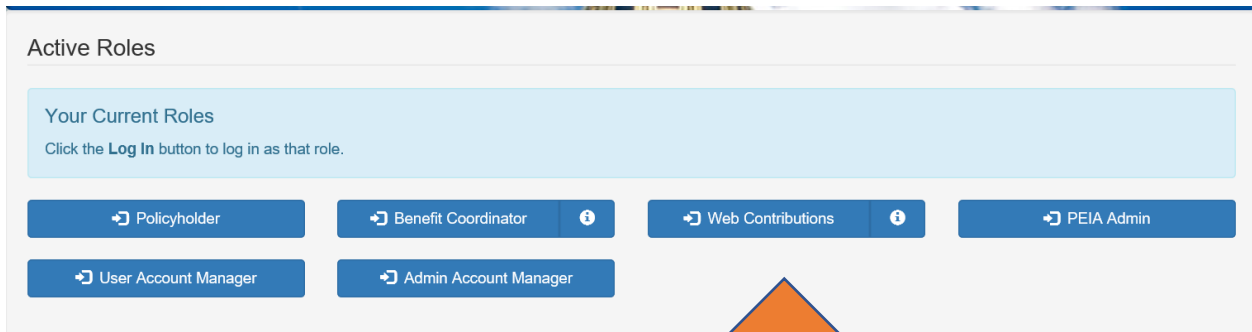 Active Roles
Your Current Roles
Click the Log In button to log in as that role.
Policyholder
Benefit Coordinator
Web Contributions
PEIA Admin
User Account Manager
Admin Account Manager